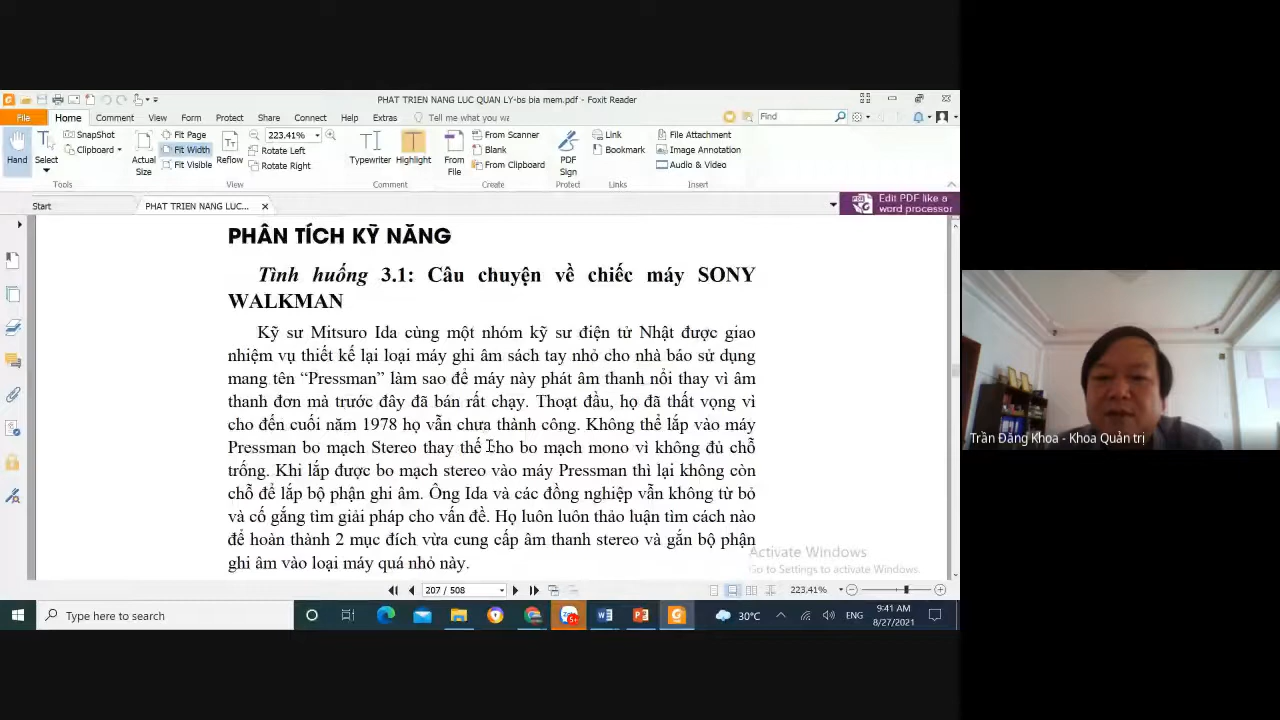 PHAT TRIEN NANG LUC QUAN LY-bs bia mem.pdf - Foxit Reader
File Home Comment View Form Protect Share Connect Help Extras Tell me what you wa Find
Hand
Select
SnapShot
Clipboard
Actual Size
Fit Page
Fit Width
Fit Visible
Reflow
223.41%
Rotate Left
Rotate Right
Typewriter
Highlight
From File
From Scanner
Blank
From Clipboard
PDF Sign
Link
Bookmark
File Attachment
Image Annotation
Audio & Video
Tools View Comment Create Protect Links Insert
Start PHAT TRIEN NANG LUC...
Edit PDF like a
word processor
PHÂN TÍCH KỸ NĂNG
Tình huống 3.1: Câu chuyện về chiếc máy SONY
WALKMAN
Kỹ sư Mitsuro Ida cùng một nhóm kỹ sư điện tử Nhật được giao
nhiệm vụ thiết kế lại loại máy ghi âm sách tay nhỏ cho nhà báo sử dụng
mang tên “Pressman” làm sao để máy này phát âm thanh nổi thay vì âm
thanh đơn mà trước đây đã bán rất chạy. Thoạt đầu, họ đã thất vọng vì
cho đến cuối năm 1978 họ vẫn chưa thành công. Không thể lắp vào máy
Pressman bo mạch Stereo thay thế cho bo mạch mono vì không đủ chỗ
trống. Khi lắp được bo mạch stereo vào máy Pressman thì lại không còn
chỗ để lắp bộ phận ghi âm. Ông Ida và các đồng nghiệp vẫn không từ bỏ
và cố gắng tìm giải pháp cho vấn đề. Họ luôn luôn thảo luận tìm cách nào
để hoàn thành 2 mục đích vừa cung cấp âm thanh stereo và gắn bộ phận
ghi âm vào loại máy quá nhỏ này.
Activate Windows
Go to Settings to activate Windows.
207 / 508
223.41%
Type here to search
30°C
ENG
9:41 AM
8/27/2021
Trần Đăng Khoa - Khoa Quản trị